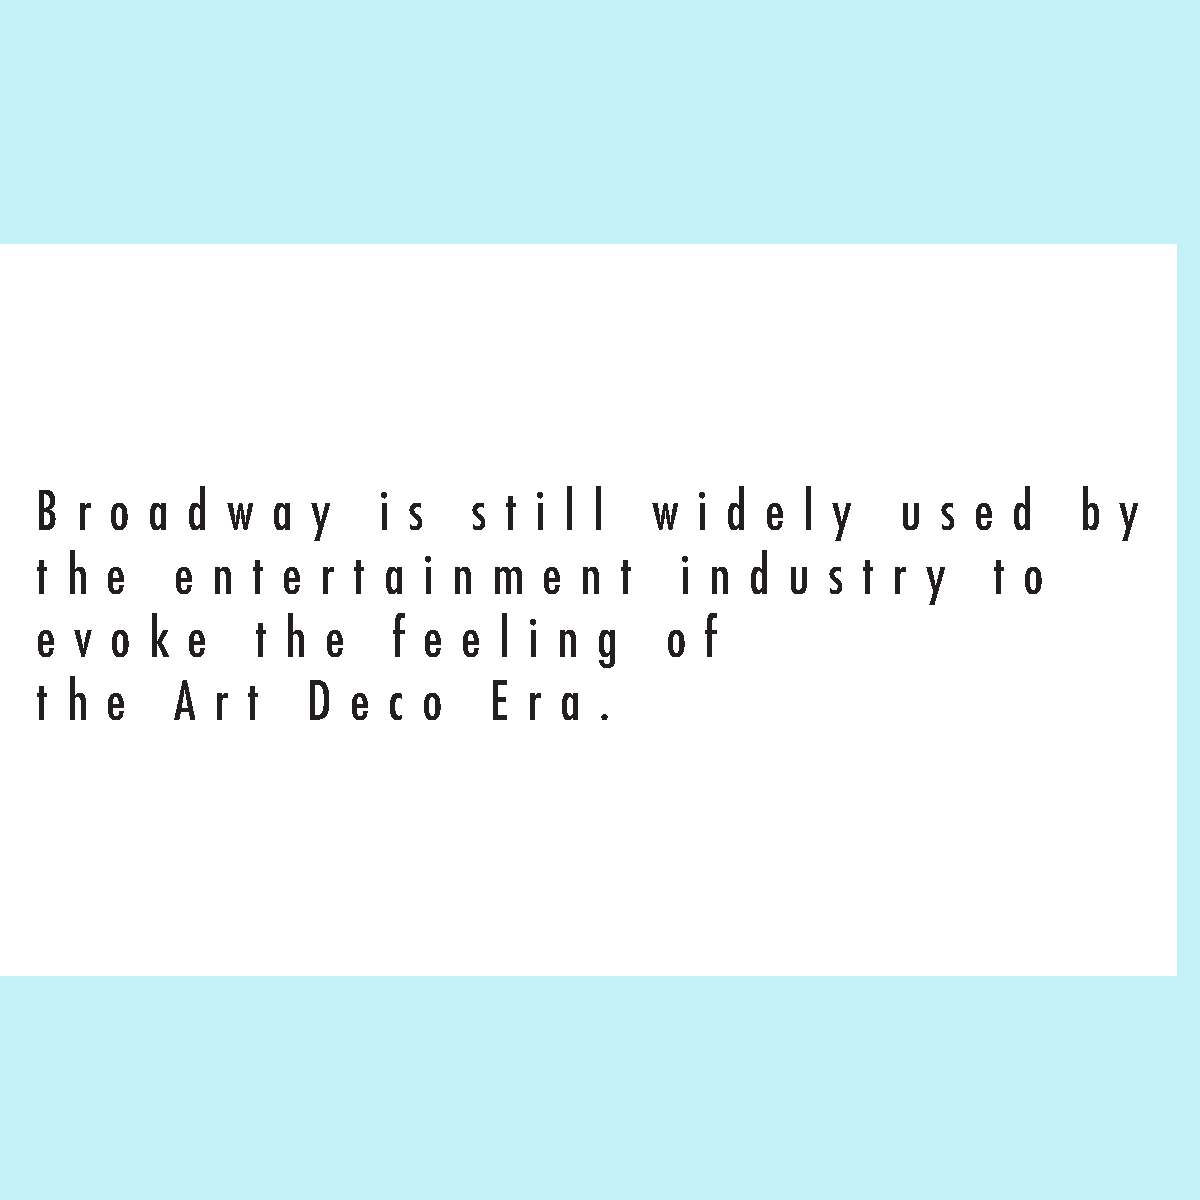 Broadway is still widely used by
the entertainment industry to
evoke the feeling of
the Art Deco Era.